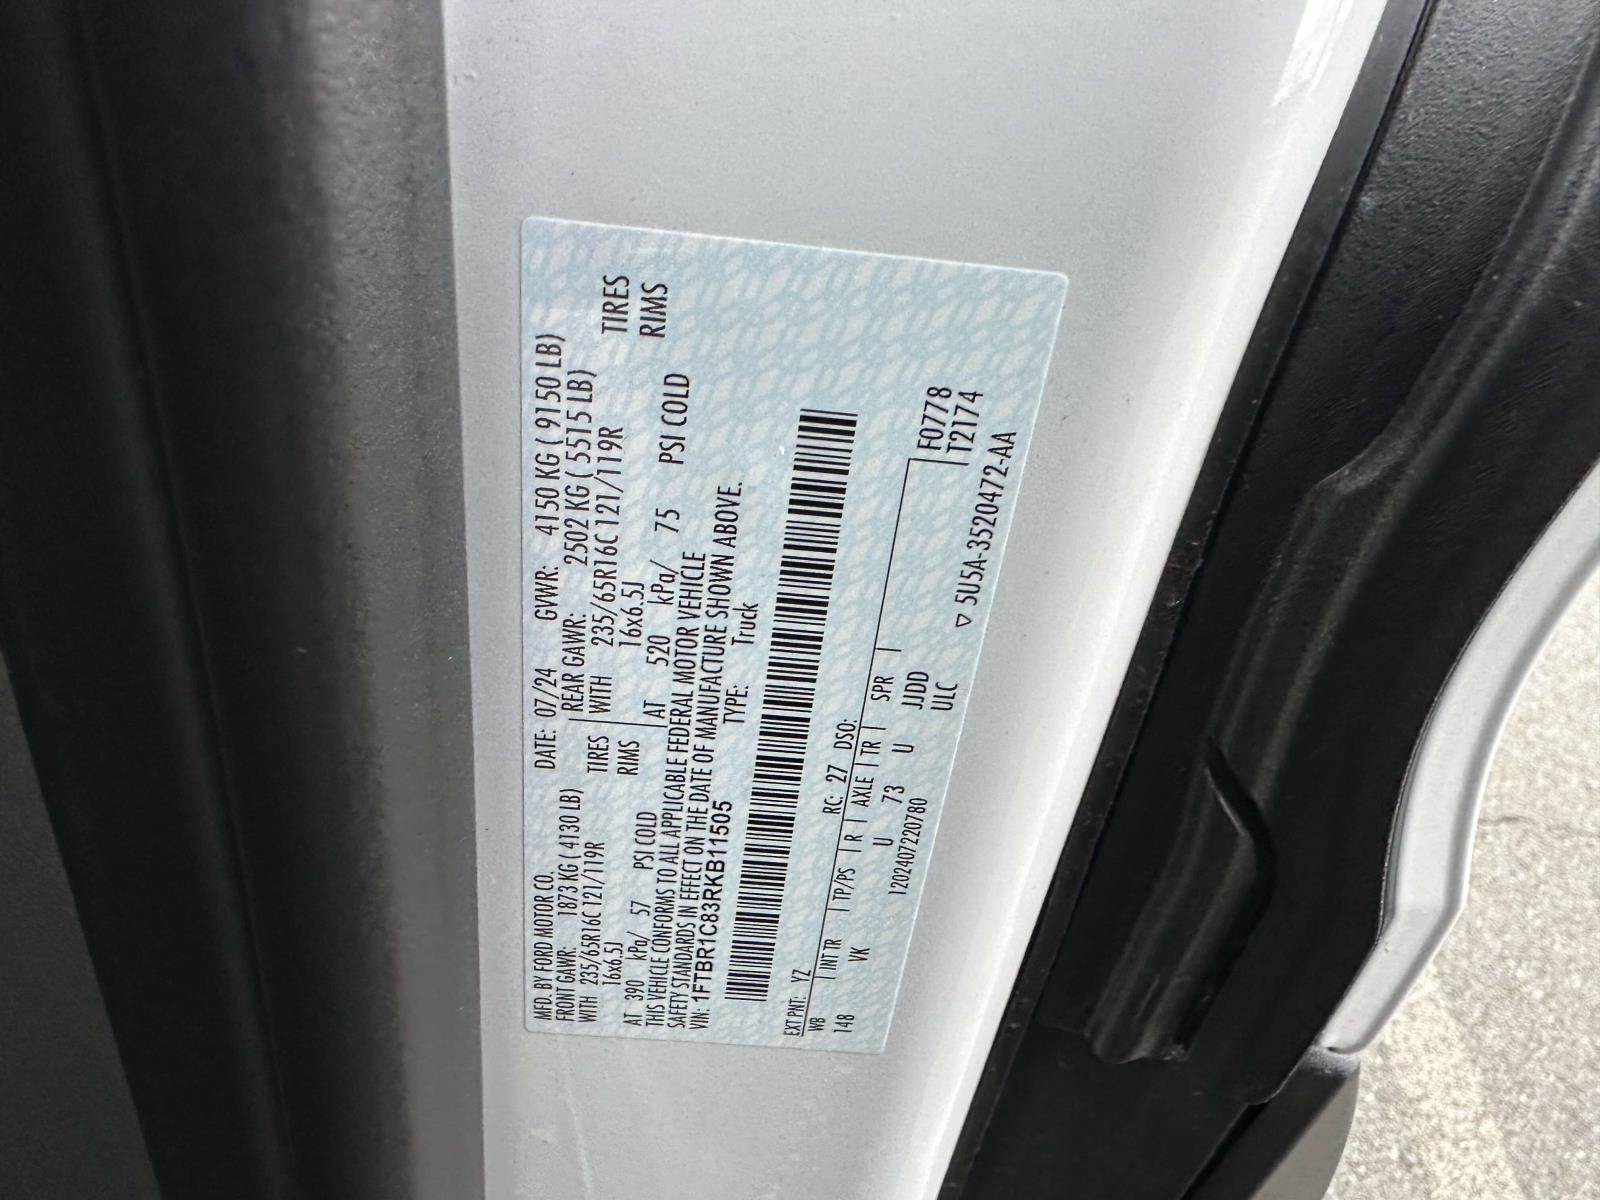 MFD. BY FORD MOTOR CO. DATE: 07/24 GVWR: 4150 KG ( 9150 LB)
FRONT GAWR: 1873 KG ( 4130 LB) REAR GAWR: 2502 KG ( 5515 LB)
WITH 235/65R16C 121/119R TIRES WITH 235/65R16C 121/119R TIRES
16x6.5J RIMS 16x6.5J RIMS
AT 390 kPa/ 57 PSI COLD AT 520 kPa/ 75 PSI COLD
THIS VEHICLE CONFORMS TO ALL APPLICABLE FEDERAL MOTOR VEHICLE
SAFETY STANDARDS IN EFFECT ON THE DATE OF MANUFACTURE SHOWN ABOVE.
VIN: 1FTBR1C83RKB11505 TYPE: Truck
EXT PNT: YZ RC: 27 DSO:
WB INT TR TP/PS R AXLE TR SPR F0778
148 VK U 73 U JJDD T2174
1202407220780 ULC
▽ 5U5A-3520472-AA